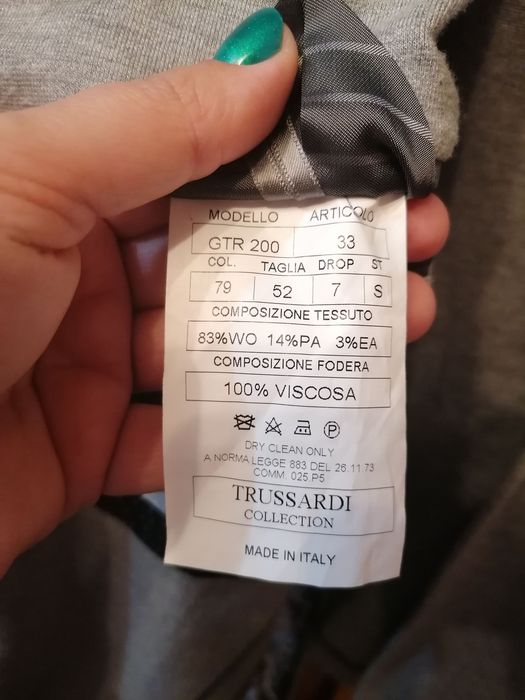 MODELLO ARTICOLO
GTR 200 33
COL. TAGLIA DROP ST
79 52 7 S
COMPOSIZIONE TESSUTO
83%WO 14%PA 3%EA
COMPOSIZIONE FODERA
100% VISCOSA
P
DRY CLEAN ONLY
A NORMA LEGGE 883 DEL 26.11.73
COMM. 025.P5
TRUSSARDI
COLLECTION
MADE IN ITALY